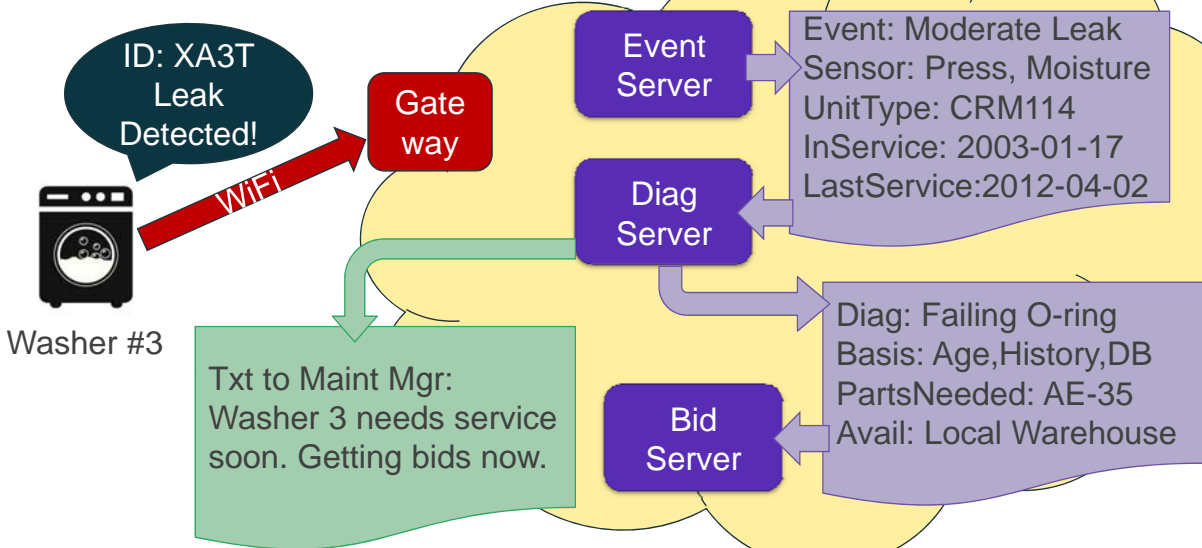 ID: XA3T
Leak
Detected!
WiFi
Gate
way
Washer #3
Event
Server
Event: Moderate Leak
Sensor: Press, Moisture
UnitType: CRM114
InService: 2003-01-17
LastService:2012-04-02
Diag
Server
Txt to Maint Mgr:
Washer 3 needs service
soon. Getting bids now.
Diag: Failing O-ring
Basis: Age,History,DB
PartsNeeded: AE-35
Avail: Local Warehouse
Bid
Server